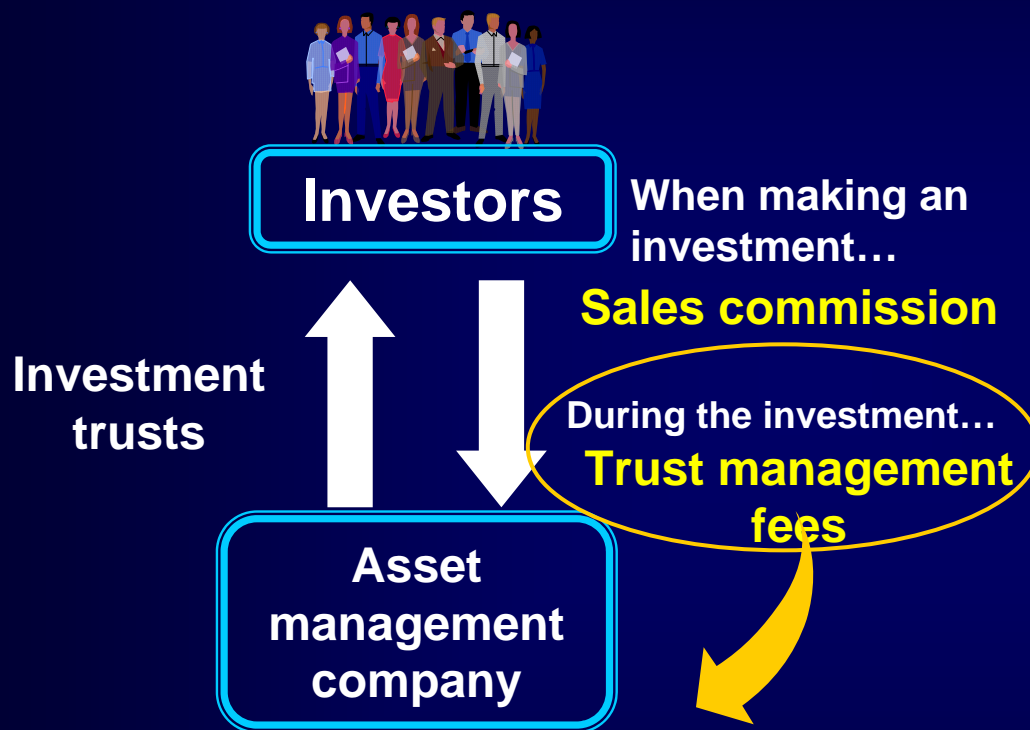 Investors
When making an
investment…
Sales commission
Investment
trusts
During the investment…
Trust management
fees
Asset
management
company